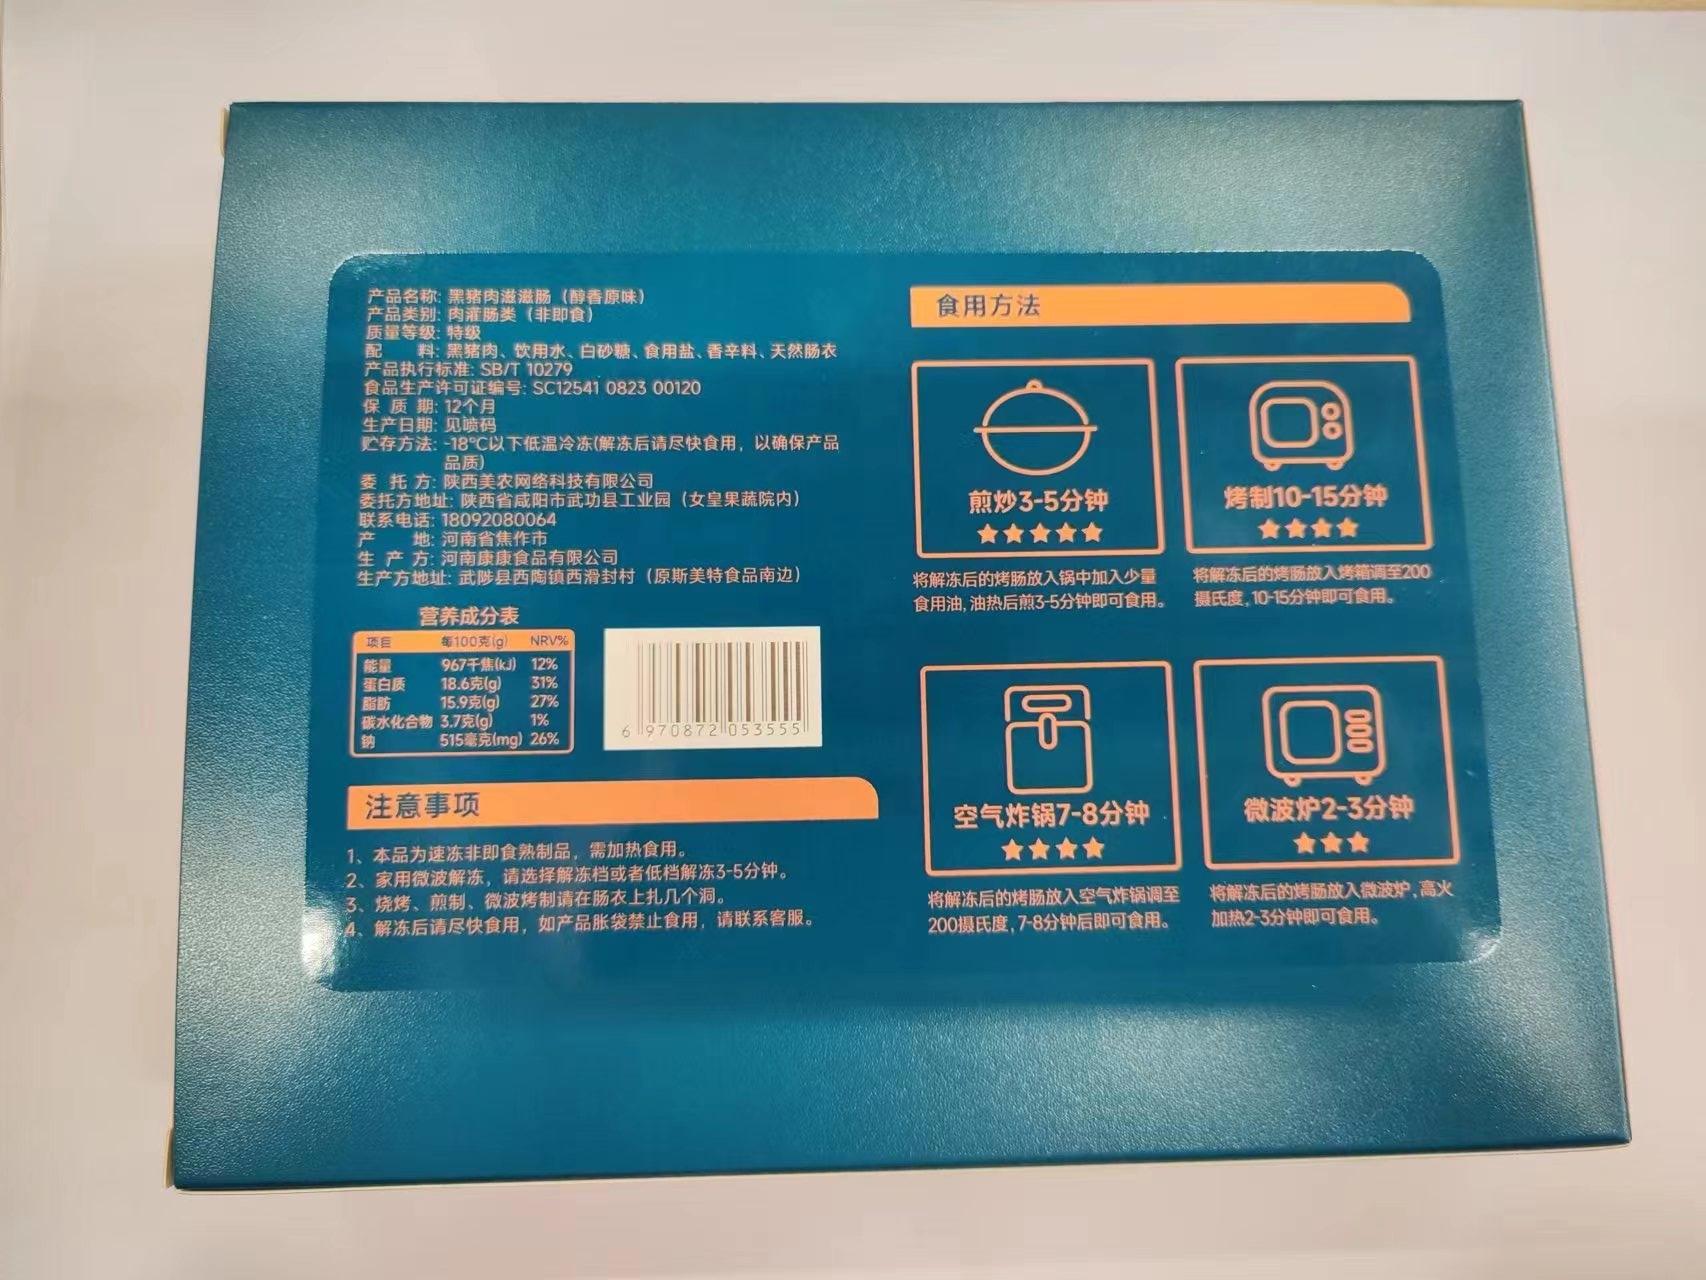 产品名称: 黑猪肉滋滋肠（醇香原味）
产品类别: 肉灌肠类（非即食）
质量等级: 特级
配 料: 黑猪肉、饮用水、白砂糖、食用盐、香辛料、天然肠衣
产品执行标准: SB/T 10279
食品生产许可证编号: SC12541 0823 00120
保 质 期: 12个月
生产日期: 见喷码
贮存方法: -18℃以下低温冷冻(解冻后请尽快食用，以确保产品
品质)
委 托 方: 陕西美农网络科技有限公司
委托方地址: 陕西省咸阳市武功县工业园（女皇果蔬院内）
联系电话: 18092080064
产 地: 河南省焦作市
生 产 方: 河南康康食品有限公司
生产方地址: 武陟县西陶镇西滑封村（原斯美特食品南边）
营养成分表
项目 每100克(g) NRV%
能量 967千焦(kJ) 12%
蛋白质 18.6克(g) 31%
脂肪 15.9克(g) 27%
碳水化合物 3.7克(g) 1%
钠 515毫克(mg) 26%
6 970872 053555
注意事项
1、本品为速冻非即食熟制品，需加热食用。
2、家用微波解冻，请选择解冻档或者低档解冻3-5分钟。
3、烧烤、煎制、微波烤制请在肠衣上扎几个洞。
4、解冻后请尽快食用，如产品胀袋禁止食用，请联系客服。
食用方法
煎炒3-5分钟
将解冻后的烤肠放入锅中加入少量
食用油,油热后煎3-5分钟即可食用。
烤制10-15分钟
将解冻后的烤肠放入烤箱调至200
摄氏度,10-15分钟即可食用。
空气炸锅7-8分钟
将解冻后的烤肠放入空气炸锅调至
200摄氏度,7-8分钟后即可食用。
微波炉2-3分钟
将解冻后的烤肠放入微波炉,高火
加热2-3分钟即可食用。